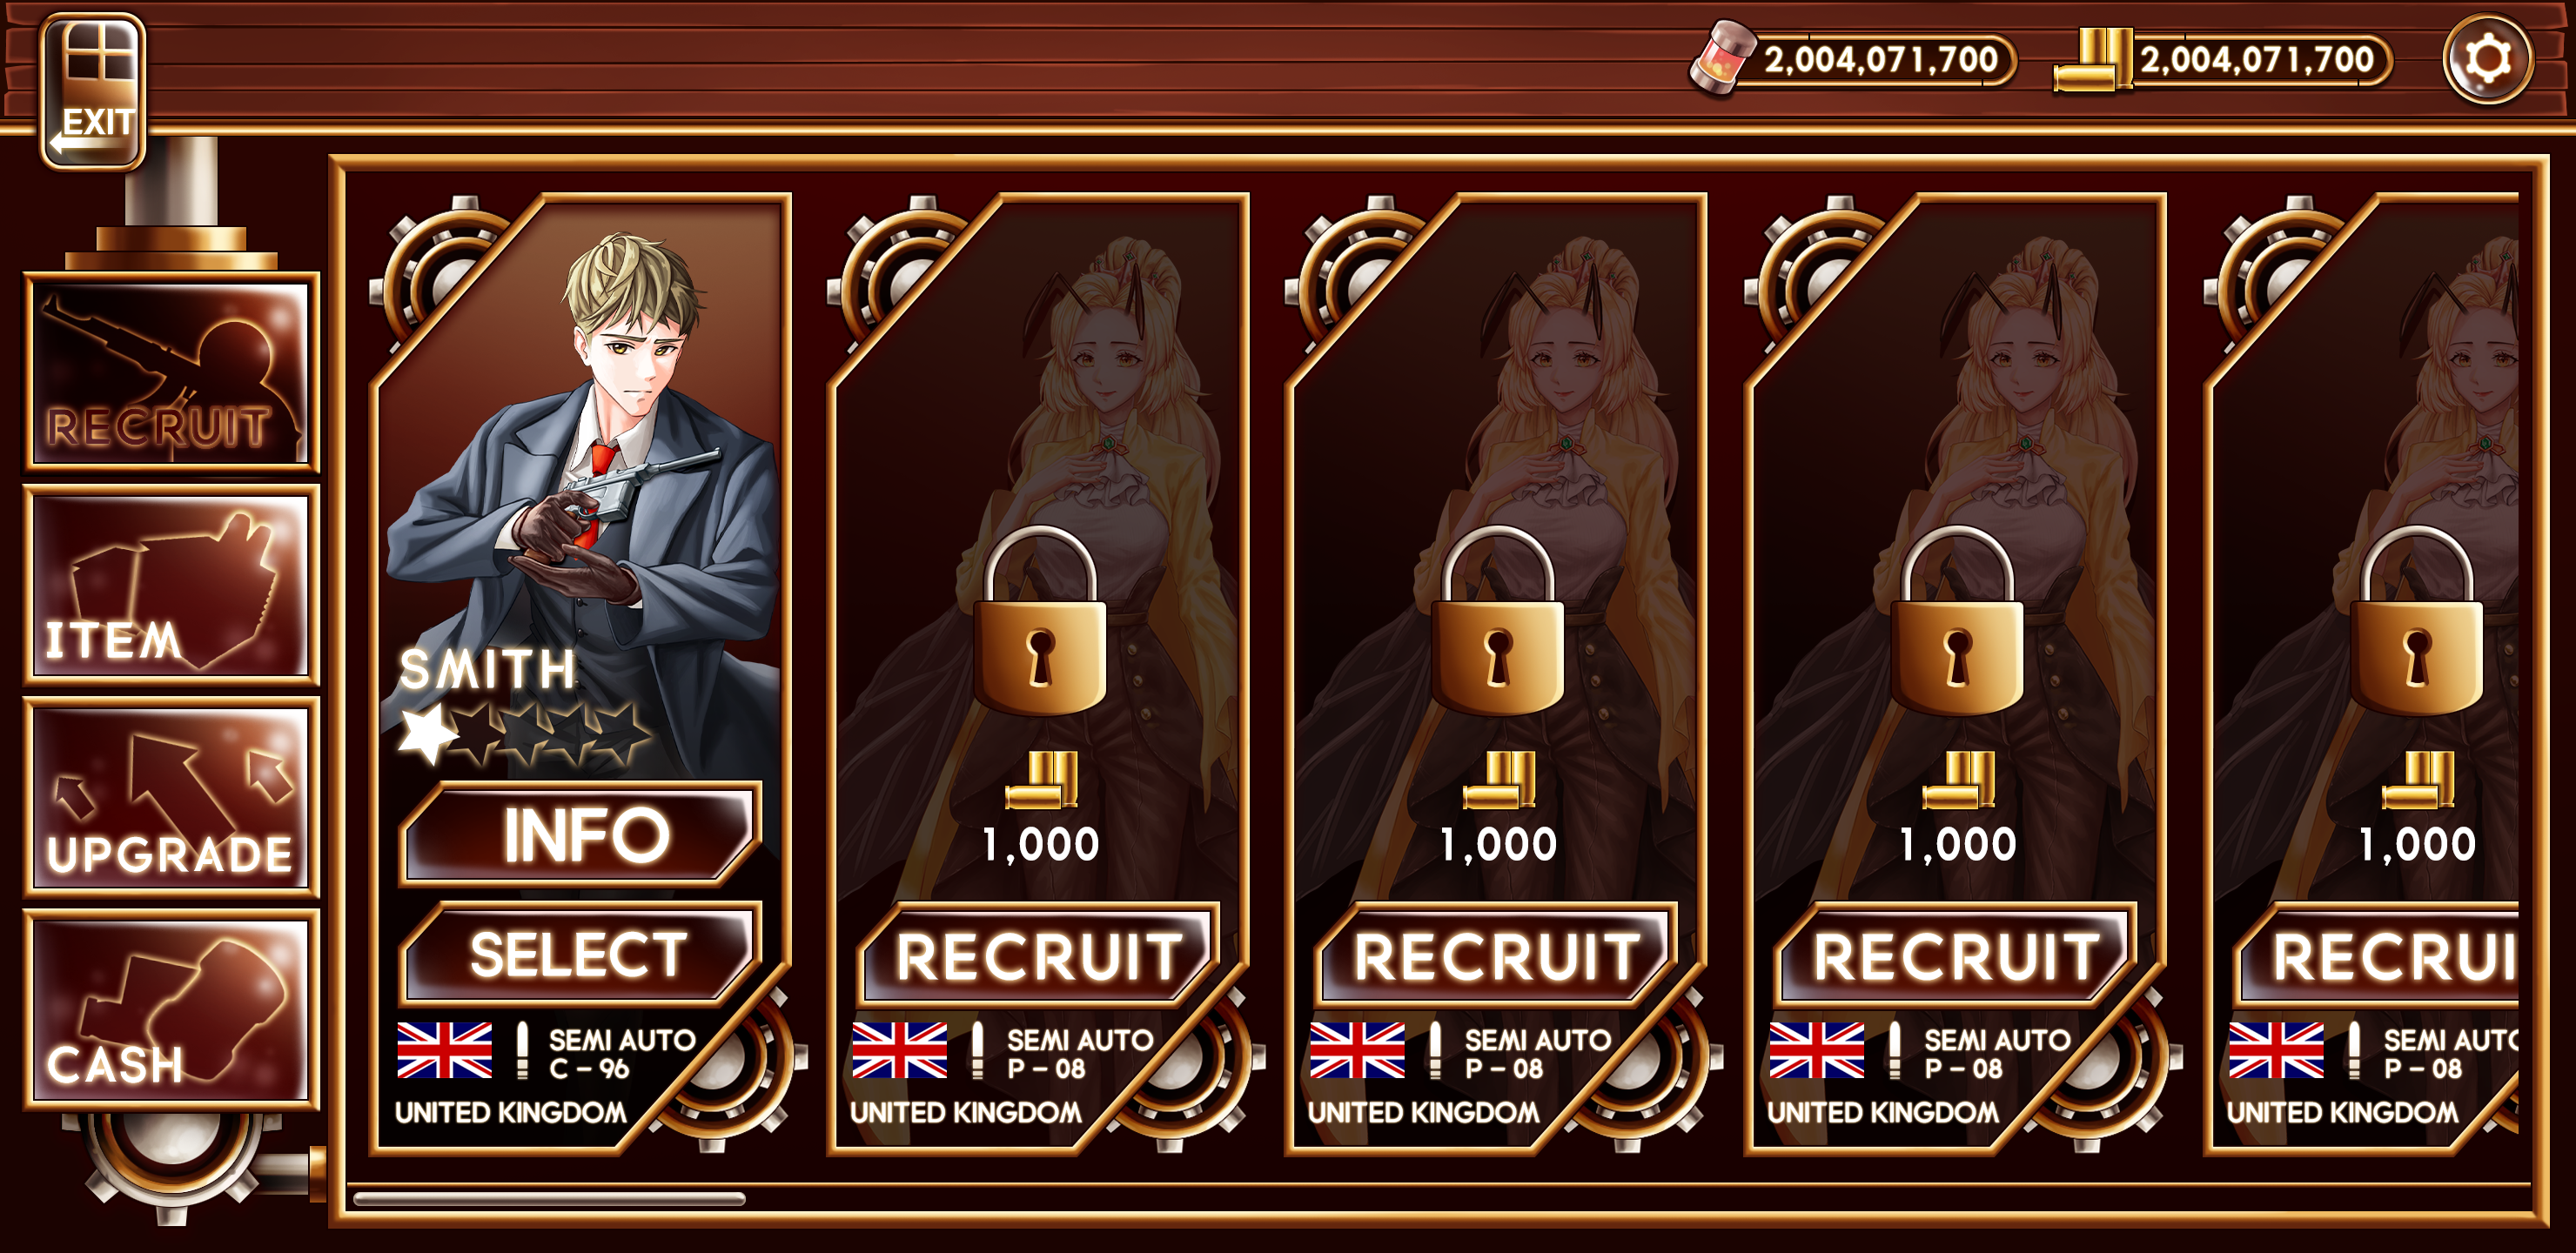 EXIT
2,004,071,700
2,004,071,700
RECRUIT
ITEM
UPGRADE
CASH
SMITH
INFO
SELECT
SEMI AUTO
C – 96
UNITED KINGDOM
1,000
RECRUIT
SEMI AUTO
P – 08
UNITED KINGDOM
1,000
RECRUIT
SEMI AUTO
P – 08
UNITED KINGDOM
1,000
RECRUIT
SEMI AUTO
P – 08
UNITED KINGDOM
1,000
RECRUI
SEMI AUTO
P – 08
UNITED KINGDOM